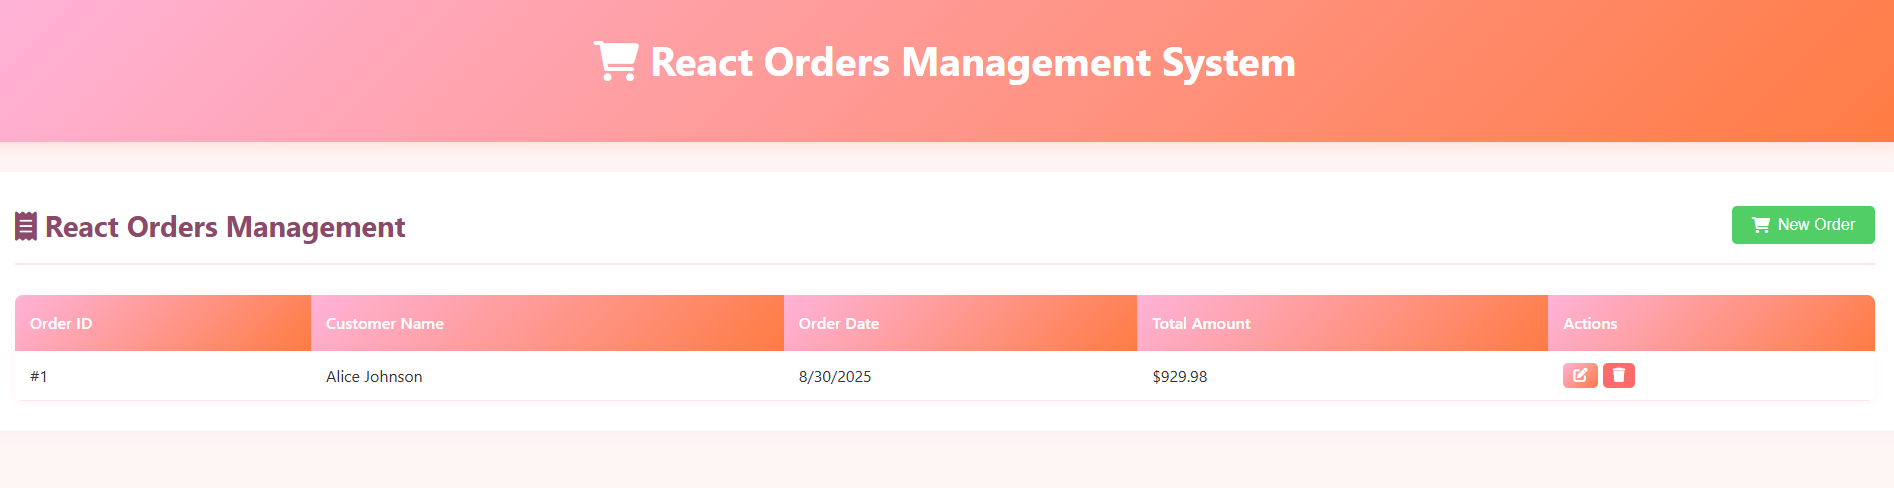 React Orders Management System
React Orders Management
New Order
Order ID Customer Name Order Date Total Amount Actions
#1 Alice Johnson 8/30/2025 $929.98